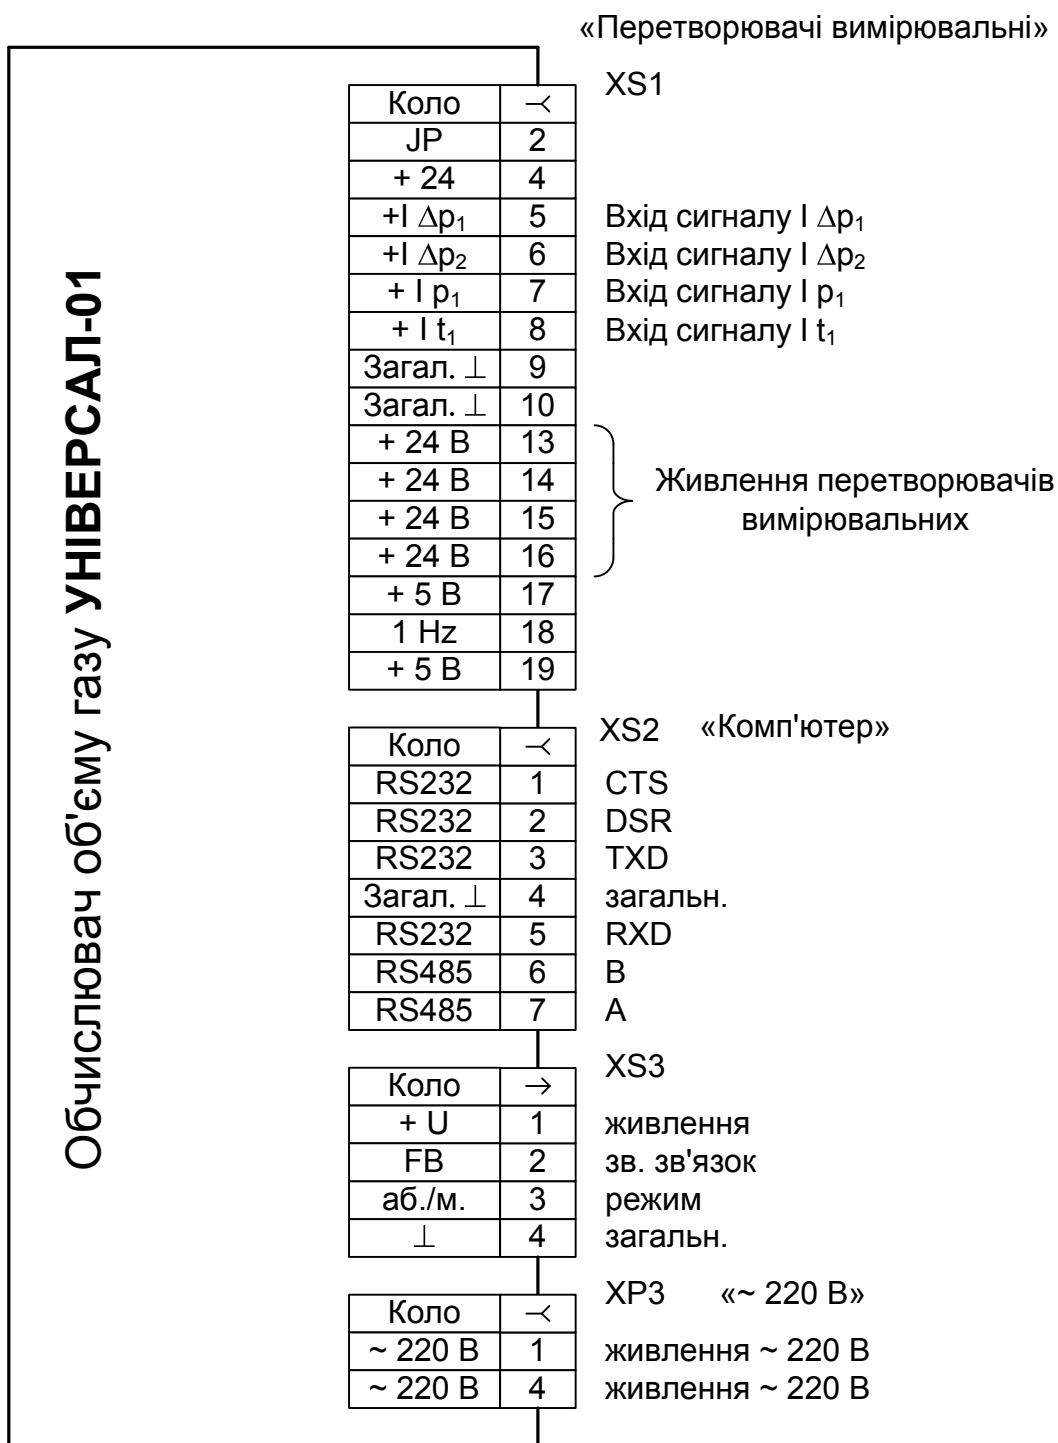 «Перетворювачі вимірювальні»
XS1
Коло
JP 2
+ 24 4
+I Δp₁ 5 Вхід сигналу I Δp₁
+I Δp₂ 6 Вхід сигналу I Δp₂
+ I p₁ 7 Вхід сигналу I p₁
+ I t₁ 8 Вхід сигналу I t₁
Загал. ⊥ 9
Загал. ⊥ 10
+ 24 В 13
+ 24 В 14
+ 24 В 15
+ 24 В 16
Живлення перетворювачів
вимірювальних
+ 5 В 17
1 Hz 18
+ 5 В 19
XS2 «Комп'ютер»
Коло
RS232 1 CTS
RS232 2 DSR
RS232 3 TXD
Загал. ⊥ 4 загальн.
RS232 5 RXD
RS485 6 B
RS485 7 A
XS3
Коло →
+ U 1 живлення
FB 2 зв. зв'язок
аб./м. 3 режим
⊥ 4 загальн.
XP3 «~ 220 В»
Коло
~ 220 В 1 живлення ~ 220 В
~ 220 В 4 живлення ~ 220 В
Обчислювач об'єму газу УНІВЕРСАЛ-01